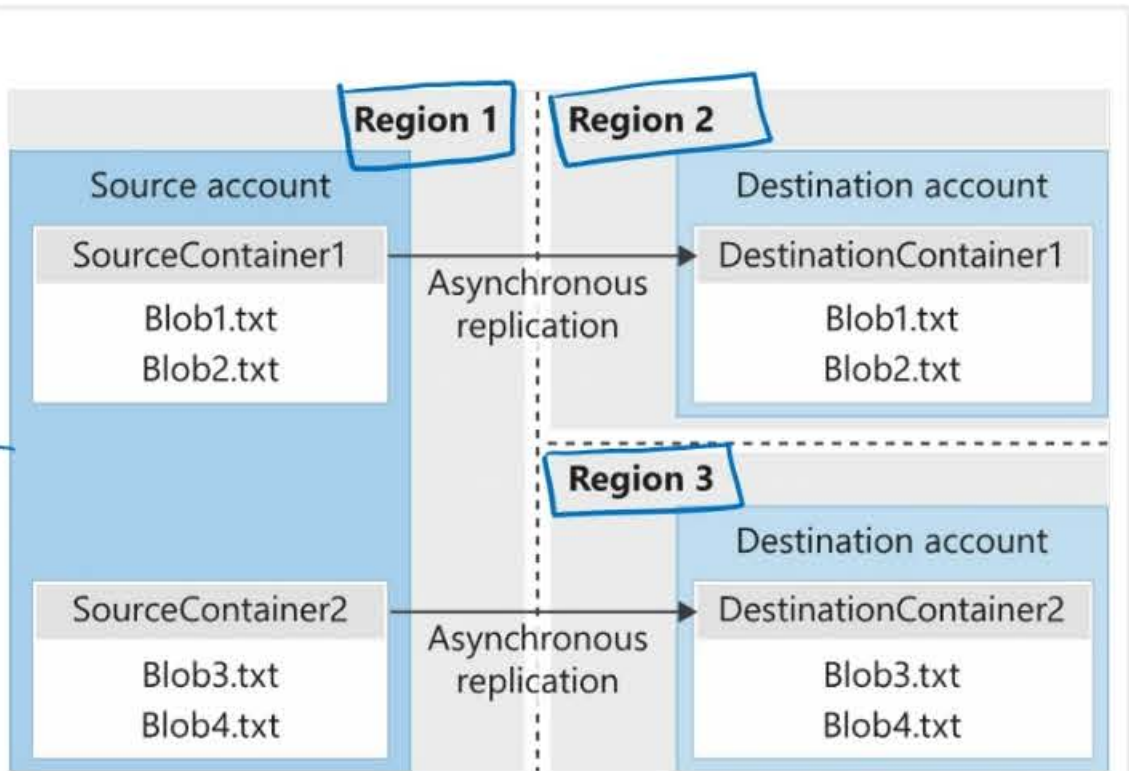 Region 1
Source account
SourceContainer1
Blob1.txt
Blob2.txt
Asynchronous
replication
Region 2
Destination account
DestinationContainer1
Blob1.txt
Blob2.txt
SourceContainer2
Blob3.txt
Blob4.txt
Asynchronous
replication
Region 3
Destination account
DestinationContainer2
Blob3.txt
Blob4.txt